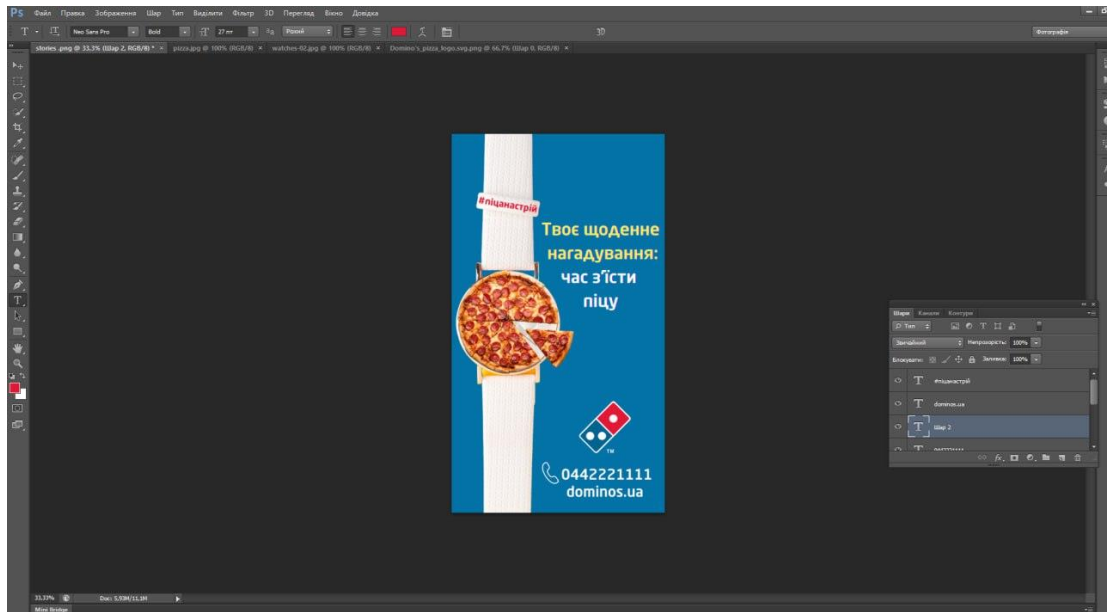 Ps Файл Правка Зображення Шар Тип Виділити Фільтр 3D Перегляд Вікно Довідка
T Neo Sans Pro Bold 27 пт Різкий 3D Фотографія
stories .png @ 33,3% (Шар 2, RGB/8) * × pizza.jpg @ 100% (RGB/8) × watches-02.jpg @ 100% (RGB/8) × Domino's_pizza_logo.svg.png @ 66,7% (Шар 0, RGB/8) ×
#піцанастрій
Твоє щоденне
нагадування:
час з’їсти
піцу
TM
0442221111
dominos.ua
Шари Канали Контури
Тип
Звичайний Непрозорість: 100%
Блокувати: Заливка: 100%
T #піцанастрій
T dominos.ua
T Шар 2
T 0442221111
33,33% Doc: 5,93M/11,1M
Mini Bridge